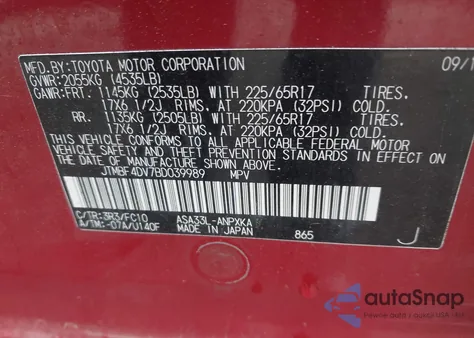 MFD.BY:TOYOTA MOTOR CORPORATION 09/1
GVWR:2055KG (4535LB)
GAWR:FRT. 1145KG (2535LB) WITH 225/65R17 TIRES.
17X6 1/2J RIMS. AT 220KPA (32PSI) COLD.
RR. 1135KG (2505LB) WITH 225/65R17 TIRES.
17X6 1/2J RIMS. AT 220KPA (32PSI) COLD.
THIS VEHICLE CONFORMS TO ALL APPLICABLE FEDERAL MOTOR
VEHICLE SAFETY AND BUMPER STANDARDS IN EFFECT ON
THE DATE OF MANUFACTURE SHOWN ABOVE.
JTMBF4DV7BD039989 MPV
C/TR:3R3/FC10 ASA33L-ANPXKA
A/TM:-07A/U140F MADE IN JAPAN 865 J
autoSnap